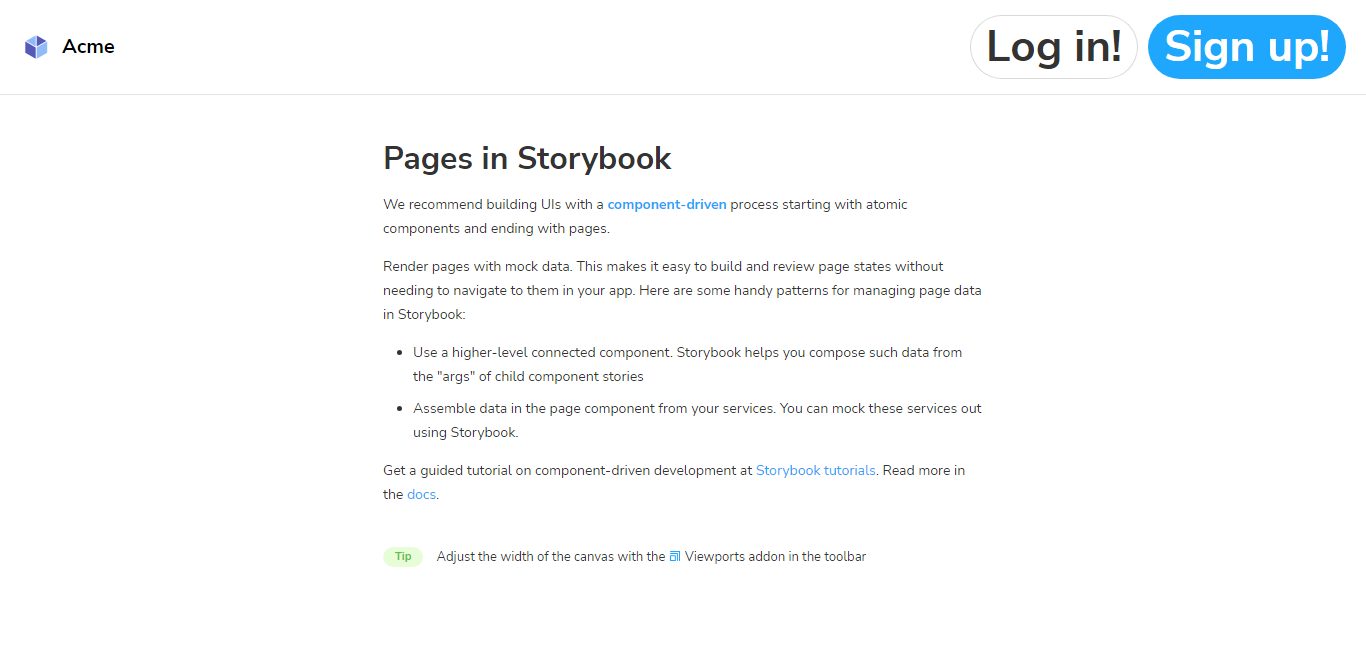 Acme
Log in!
Sign up!
Pages in Storybook
We recommend building UIs with a component-driven process starting with atomic
components and ending with pages.
Render pages with mock data. This makes it easy to build and review page states without
needing to navigate to them in your app. Here are some handy patterns for managing page data
in Storybook:
Use a higher-level connected component. Storybook helps you compose such data from
the "args" of child component stories
Assemble data in the page component from your services. You can mock these services out
using Storybook.
Get a guided tutorial on component-driven development at Storybook tutorials. Read more in
the docs.
Tip Adjust the width of the canvas with the Viewports addon in the toolbar